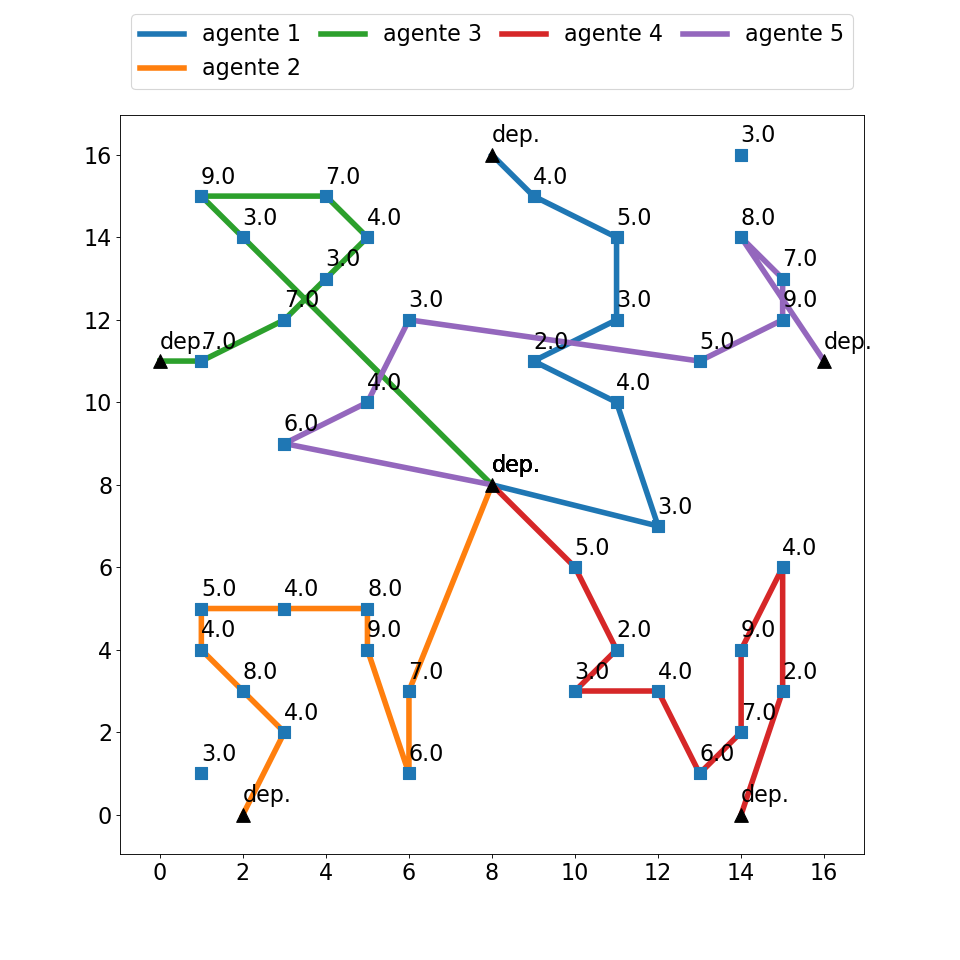 agente 1 agente 3 agente 4 agente 5
agente 2
dep. 3.0
16
9.0 7.0 4.0
3.0 4.0 5.0 8.0
14
3.0 7.0
7.0 3.0 3.0 9.0
12
dep. 7.0 2.0 5.0 dep.
4.0 4.0
10
6.0
dep.
8
3.0
5.0 4.0
6
5.0 4.0 8.0
4.0 9.0 2.0 9.0
4
8.0 7.0 3.0 4.0 2.0
4.0 7.0
2
3.0 6.0 6.0
dep. dep.
0
0 2 4 6 8 10 12 14 16